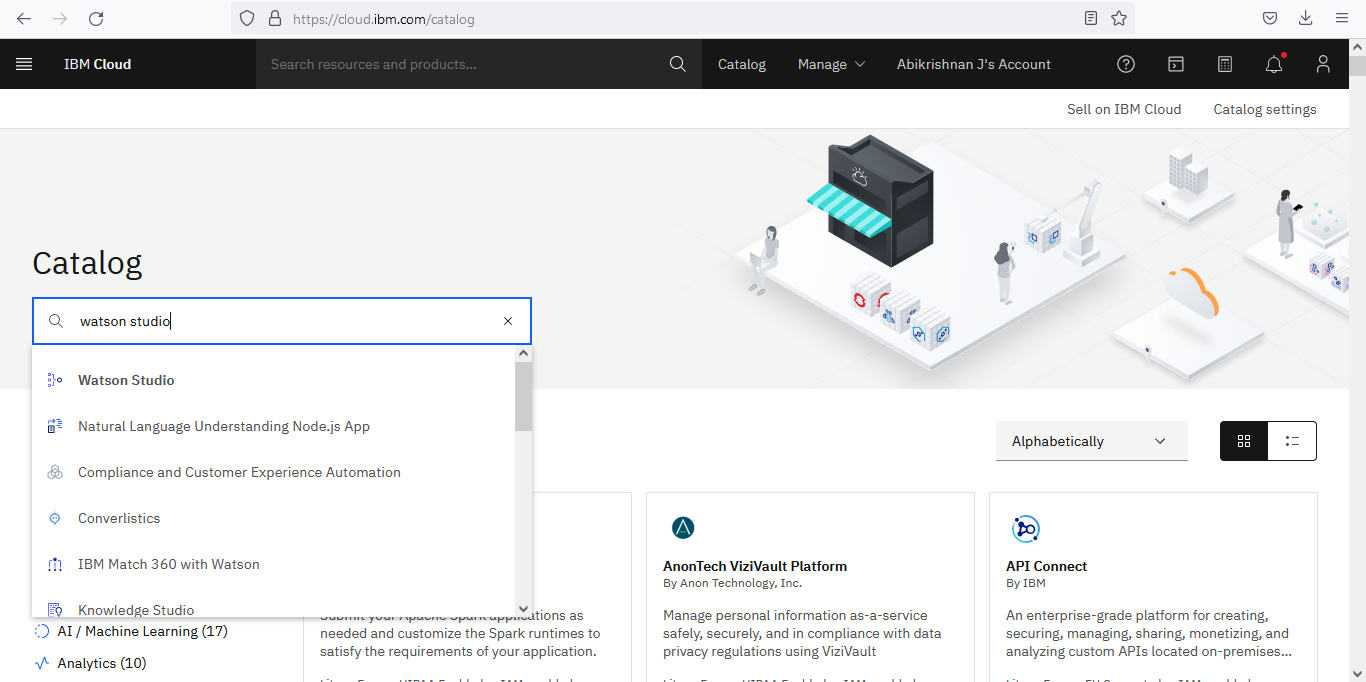 https://cloud.ibm.com/catalog
IBM Cloud
Search resources and products...
Catalog
Manage
Abikrishnan J's Account
Sell on IBM Cloud
Catalog settings
Catalog
watson studio
Watson Studio
Natural Language Understanding Node.js App
Compliance and Customer Experience Automation
Converlistics
IBM Match 360 with Watson
Knowledge Studio
Alphabetically
AI / Machine Learning (17)
Analytics (10)
Submit your Apache Spark applications as
needed and customize the Spark runtimes to
satisfy the requirements of your application.
AnonTech ViziVault Platform
By Anon Technology, Inc.
Manage personal information as-a-service
safely, securely, and in compliance with data
privacy regulations using ViziVault
API Connect
By IBM
An enterprise-grade platform for creating,
securing, managing, sharing, monetizing, and
analyzing custom APIs located on-premises...